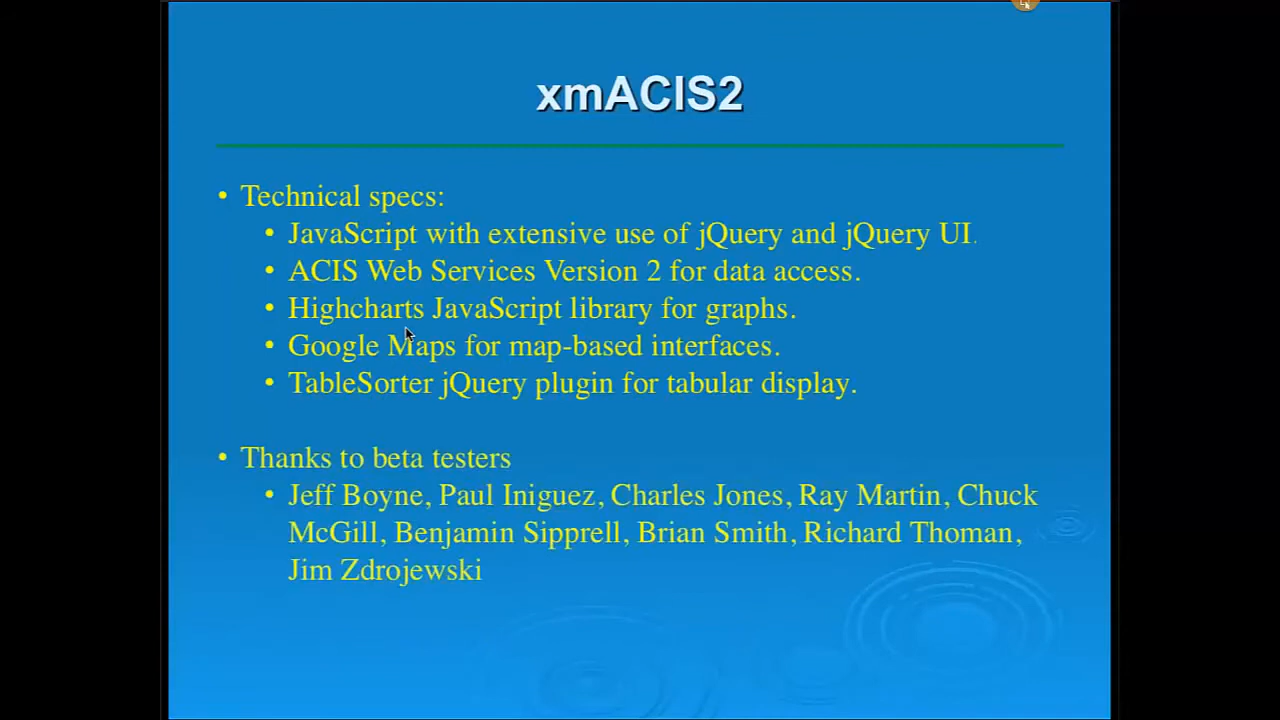 xmACIS2
• Technical specs:
• JavaScript with extensive use of jQuery and jQuery UI.
• ACIS Web Services Version 2 for data access.
• Highcharts JavaScript library for graphs.
• Google Maps for map-based interfaces.
• TableSorter jQuery plugin for tabular display.
• Thanks to beta testers
• Jeff Boyne, Paul Iniguez, Charles Jones, Ray Martin, Chuck
McGill, Benjamin Sipprell, Brian Smith, Richard Thoman,
Jim Zdrojewski